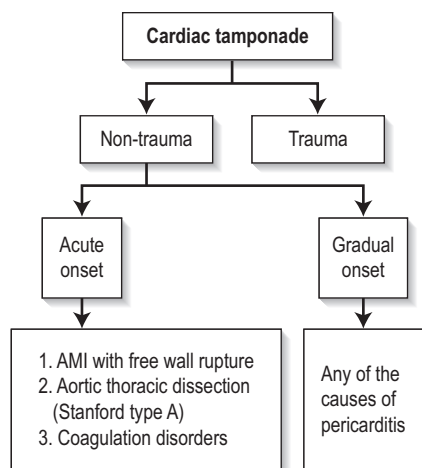 Cardiac tamponade
Non-trauma
Trauma
Acute
onset
Gradual
onset
1. AMI with free wall rupture
2. Aortic thoracic dissection
(Stanford type A)
3. Coagulation disorders
Any of the
causes of
pericarditis